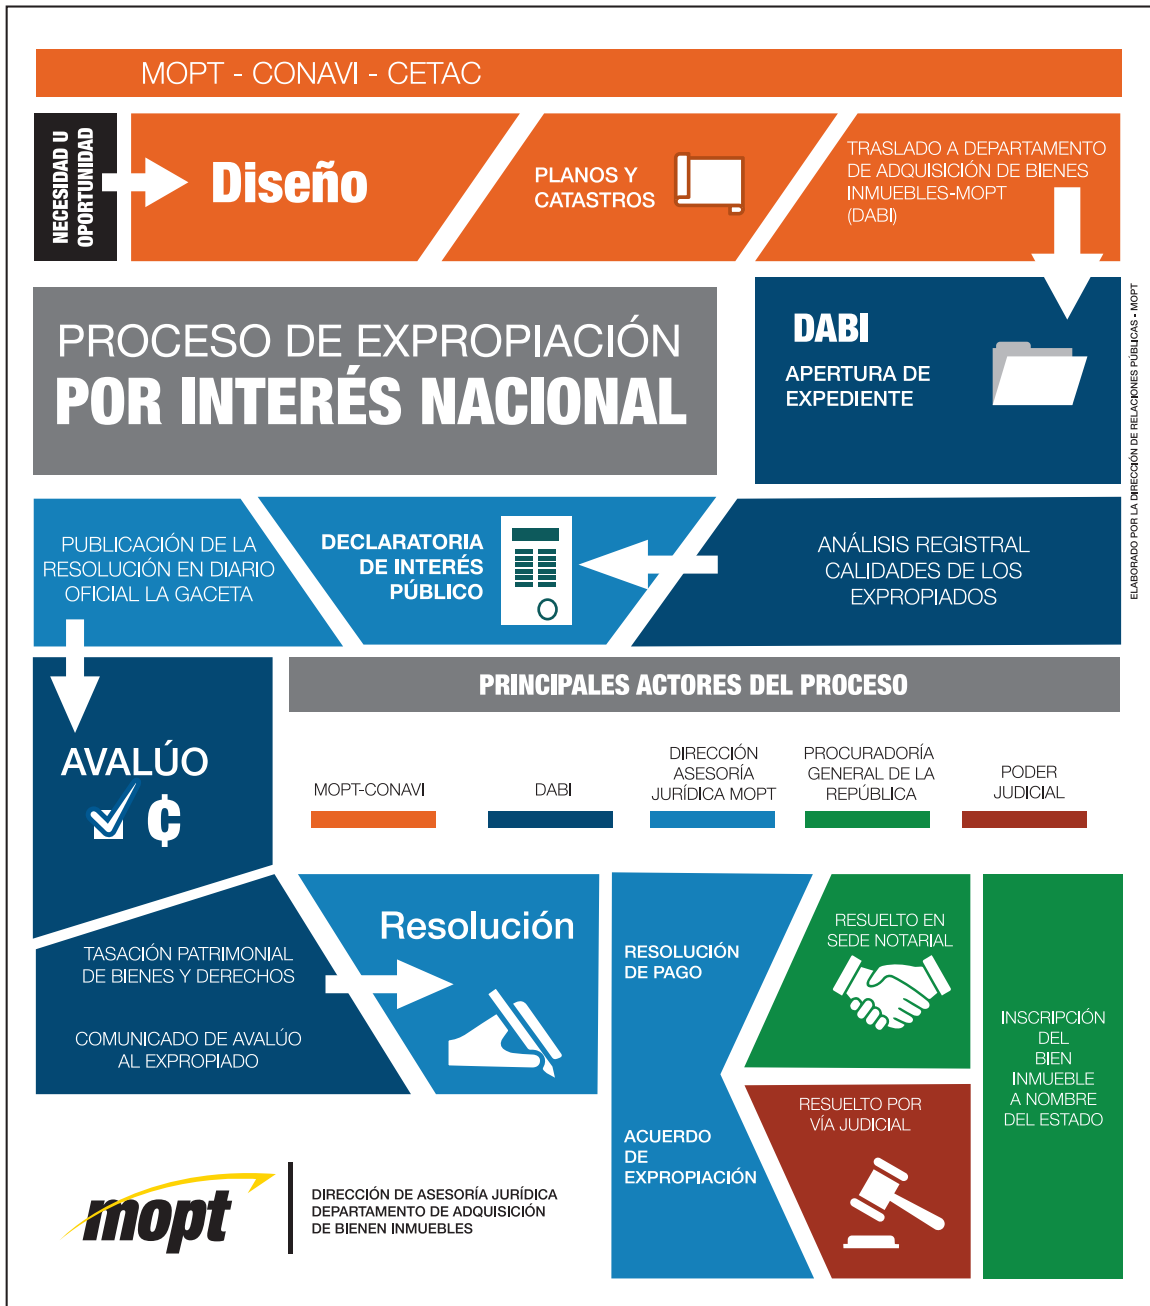 MOPT - CONAVI - CETAC
NECESIDAD U
OPORTUNIDAD
Diseño
PLANOS Y
CATASTROS
TRASLADO A DEPARTAMENTO
DE ADQUISICIÓN DE BIENES
INMUEBLES-MOPT
(DABI)
PROCESO DE EXPROPIACIÓN
POR INTERÉS NACIONAL
DABI
APERTURA DE
EXPEDIENTE
ELABORADO POR LA DIRECCIÓN DE RELACIONES PÚBLICAS - MOPT
PUBLICACIÓN DE LA
RESOLUCIÓN EN DIARIO
OFICIAL LA GACETA
DECLARATORIA
DE INTERÉS
PÚBLICO
ANÁLISIS REGISTRAL
CALIDADES DE LOS
EXPROPIADOS
AVALÚO
₵
PRINCIPALES ACTORES DEL PROCESO
MOPT-CONAVI
DABI
DIRECCIÓN
ASESORÍA
JURÍDICA MOPT
PROCURADORÍA
GENERAL DE LA
REPÚBLICA
PODER
JUDICIAL
TASACIÓN PATRIMONIAL
DE BIENES Y DERECHOS
COMUNICADO DE AVALÚO
AL EXPROPIADO
Resolución
RESOLUCIÓN
DE PAGO
ACUERDO
DE
EXPROPIACIÓN
RESUELTO EN
SEDE NOTARIAL
RESUELTO POR
VÍA JUDICIAL
INSCRIPCIÓN
DEL
BIEN
INMUEBLE
A NOMBRE
DEL ESTADO
mopt
DIRECCIÓN DE ASESORÍA JURÍDICA
DEPARTAMENTO DE ADQUISICIÓN
DE BIENEN INMUEBLES